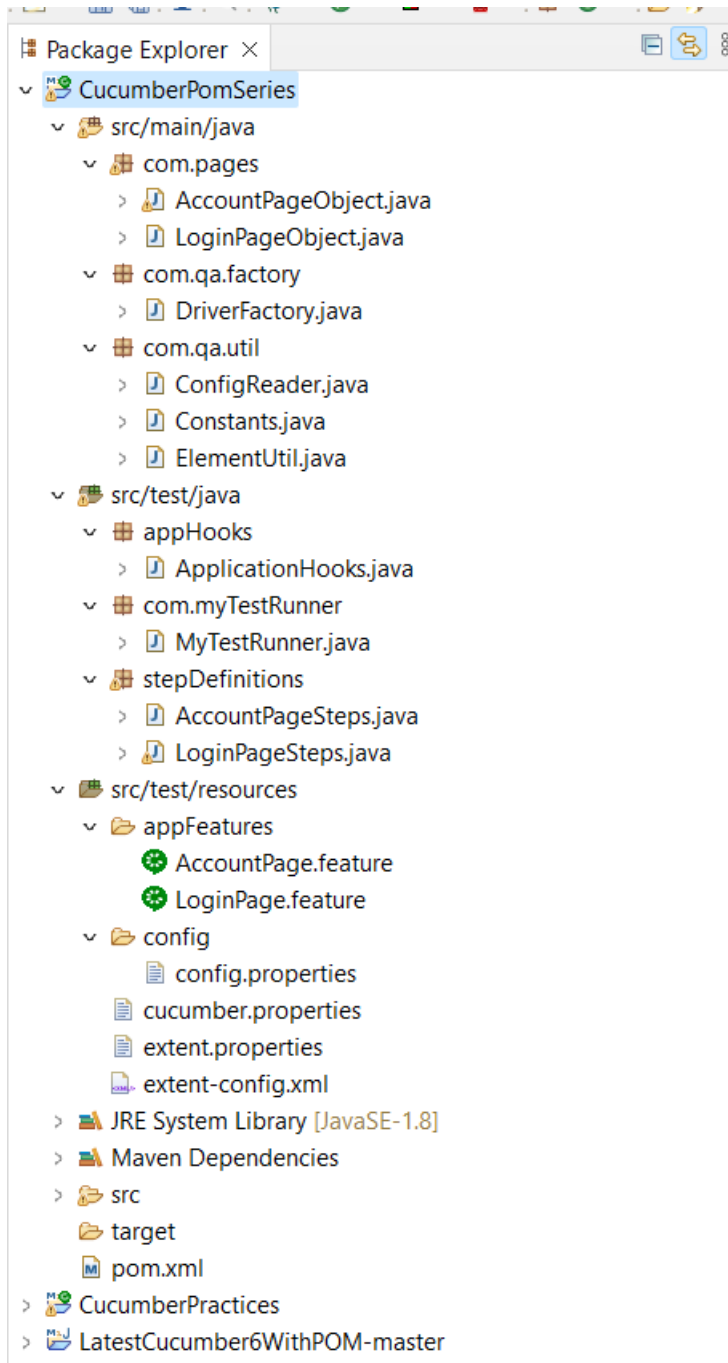 Package Explorer
CucumberPomSeries
src/main/java
com.pages
AccountPageObject.java
LoginPageObject.java
com.qa.factory
DriverFactory.java
com.qa.util
ConfigReader.java
Constants.java
ElementUtil.java
src/test/java
appHooks
ApplicationHooks.java
com.myTestRunner
MyTestRunner.java
stepDefinitions
AccountPageSteps.java
LoginPageSteps.java
src/test/resources
appFeatures
AccountPage.feature
LoginPage.feature
config
config.properties
cucumber.properties
extent.properties
extent-config.xml
JRE System Library [JavaSE-1.8]
Maven Dependencies
src
target
pom.xml
CucumberPractices
LatestCucumber6WithPOM-master